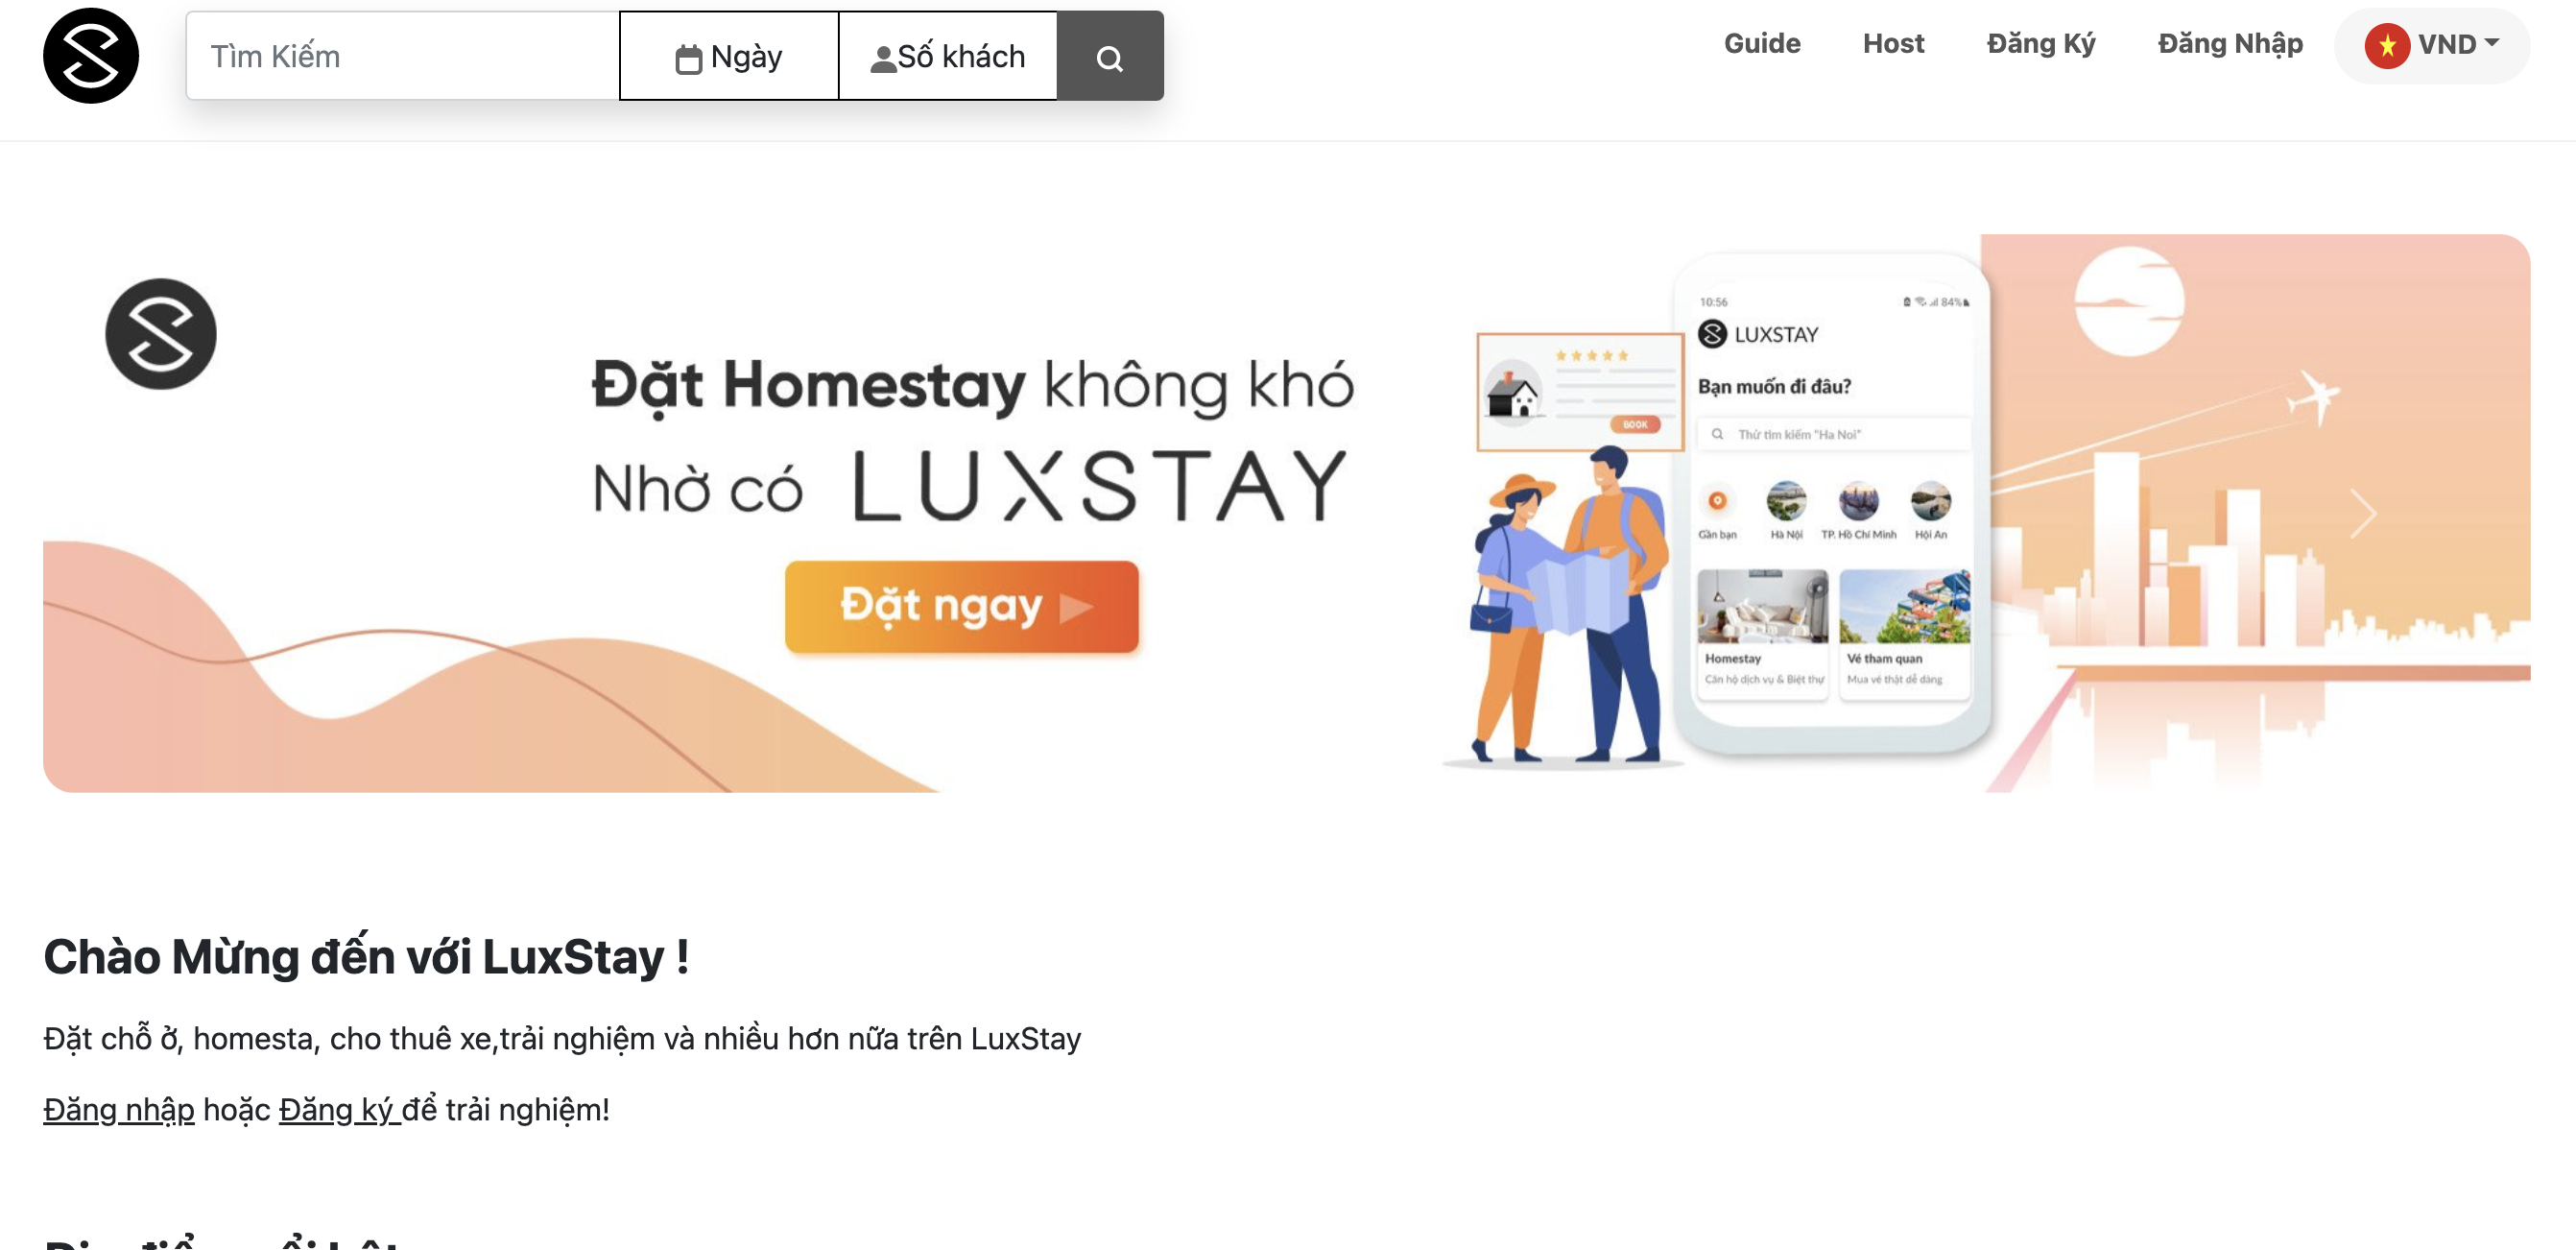 Tìm Kiếm
Ngày
Số khách
Guide
Host
Đăng Ký
Đăng Nhập
VND
Đặt Homestay không khó
Nhờ có LUXSTAY
Đặt ngay
BOOK
10:56
84%
LUXSTAY
Bạn muốn đi đâu?
Thử tìm kiếm "Ha Noi"
Gần bạn
Hà Nội
TP. Hồ Chí Minh
Hội An
Homestay
Căn hộ dịch vụ & Biệt thự
Vé tham quan
Mua vé thật dễ dàng
Chào Mừng đến với LuxStay !
Đặt chỗ ở, homesta, cho thuê xe,trải nghiệm và nhiều hơn nữa trên LuxStay
Đăng nhập hoặc Đăng ký để trải nghiệm!